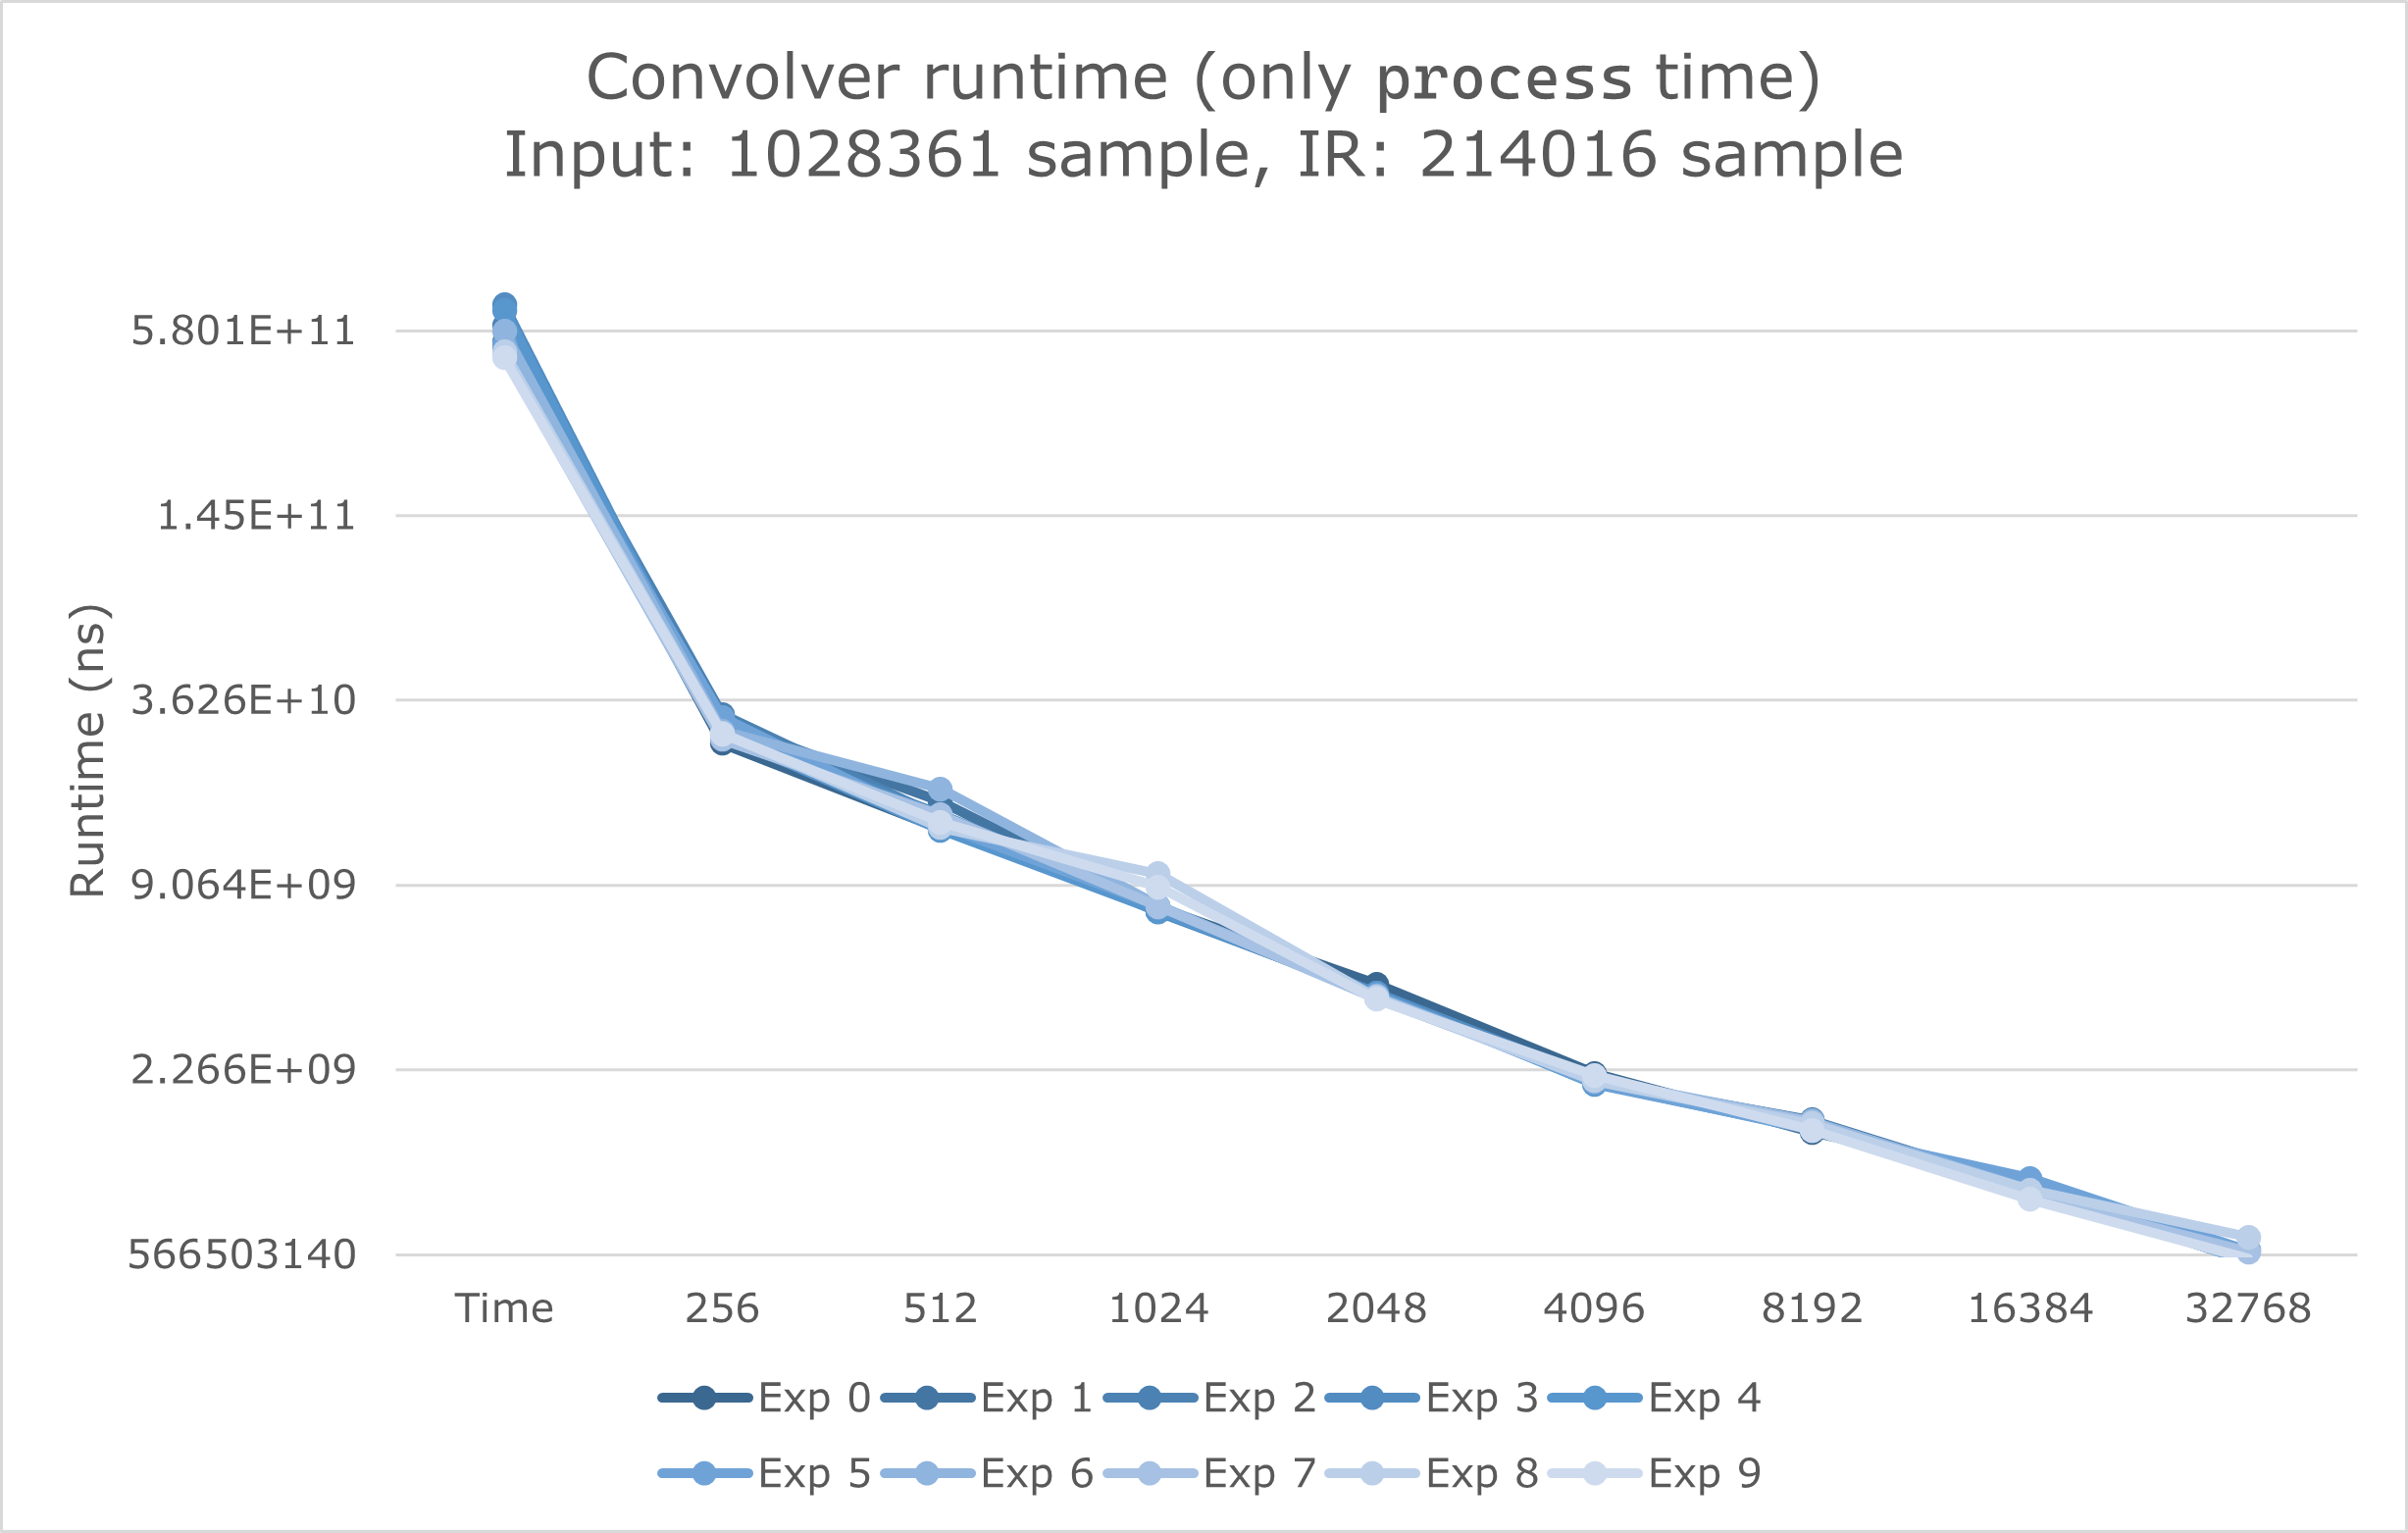 Convolver runtime (only process time)
Input: 1028361 sample, IR: 214016 sample
Runtime (ns)
5.801E+11
1.45E+11
3.626E+10
9.064E+09
2.266E+09
566503140
Time 256 512 1024 2048 4096 8192 16384 32768
Exp 0 Exp 1 Exp 2 Exp 3 Exp 4
Exp 5 Exp 6 Exp 7 Exp 8 Exp 9